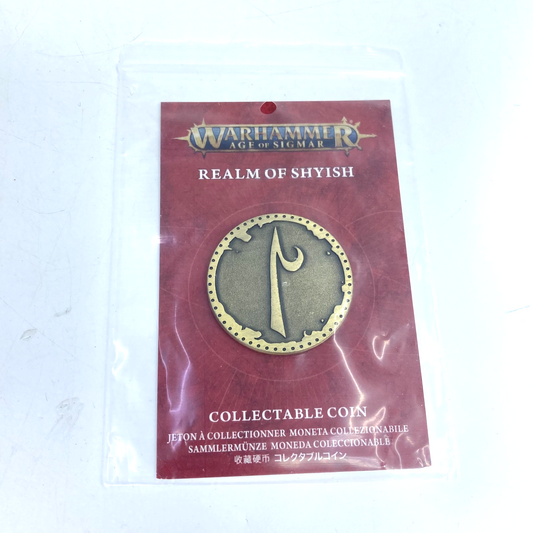 WARHAMMER
AGE OF SIGMAR
REALM OF SHYISH
COLLECTABLE COIN
JETON À COLLECTIONNER MONETA COLLEZIONABILE
SAMMLERMÜNZE MONEDA COLECCIONABLE
收藏硬币 コレクタブルコイン